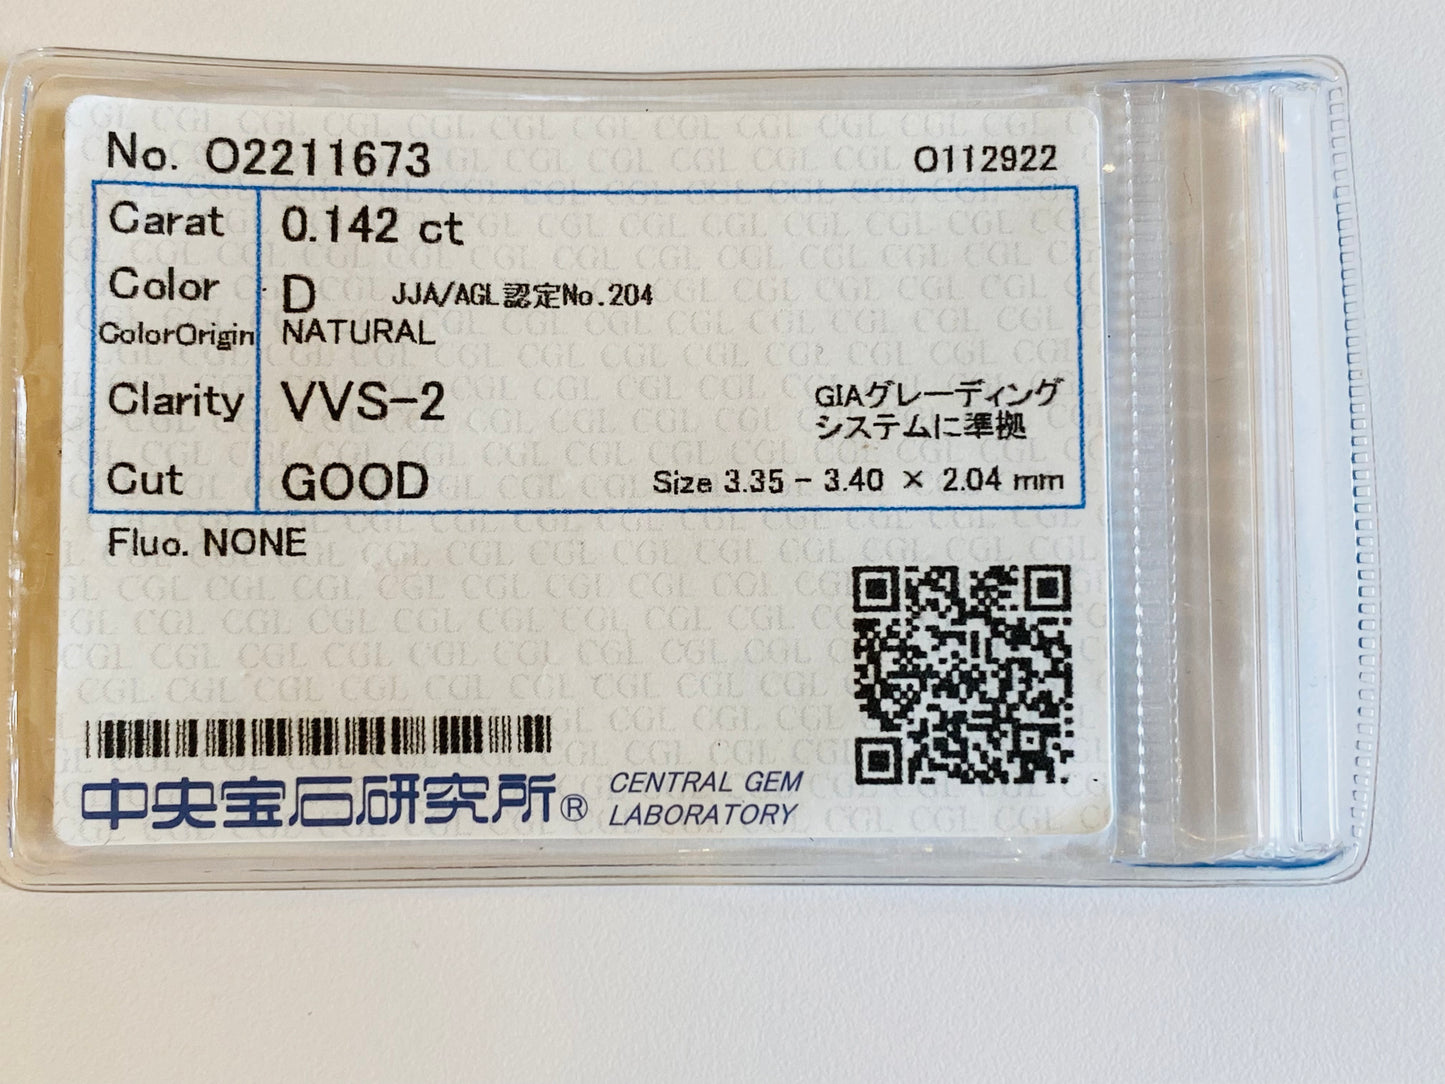 No. O2211673 O112922
Carat 0.142 ct
Color D JJA/AGL認定No.204
ColorOrigin NATURAL
Clarity VVS-2 GIAグレーディング
システムに準拠
Cut GOOD Size 3.35 - 3.40 × 2.04 mm
Fluo. NONE
中央宝石研究所® CENTRAL GEM
LABORATORY